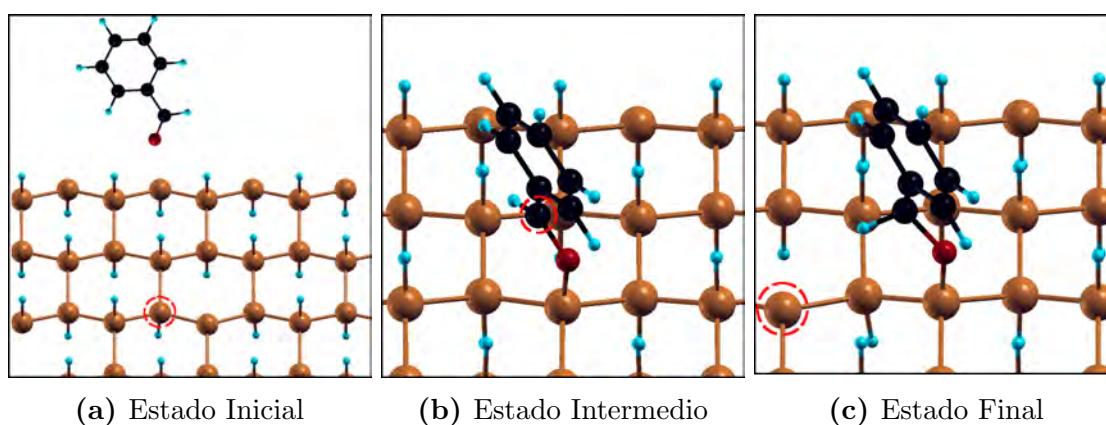 (a) Estado Inicial
(b) Estado Intermedio
(c) Estado Final